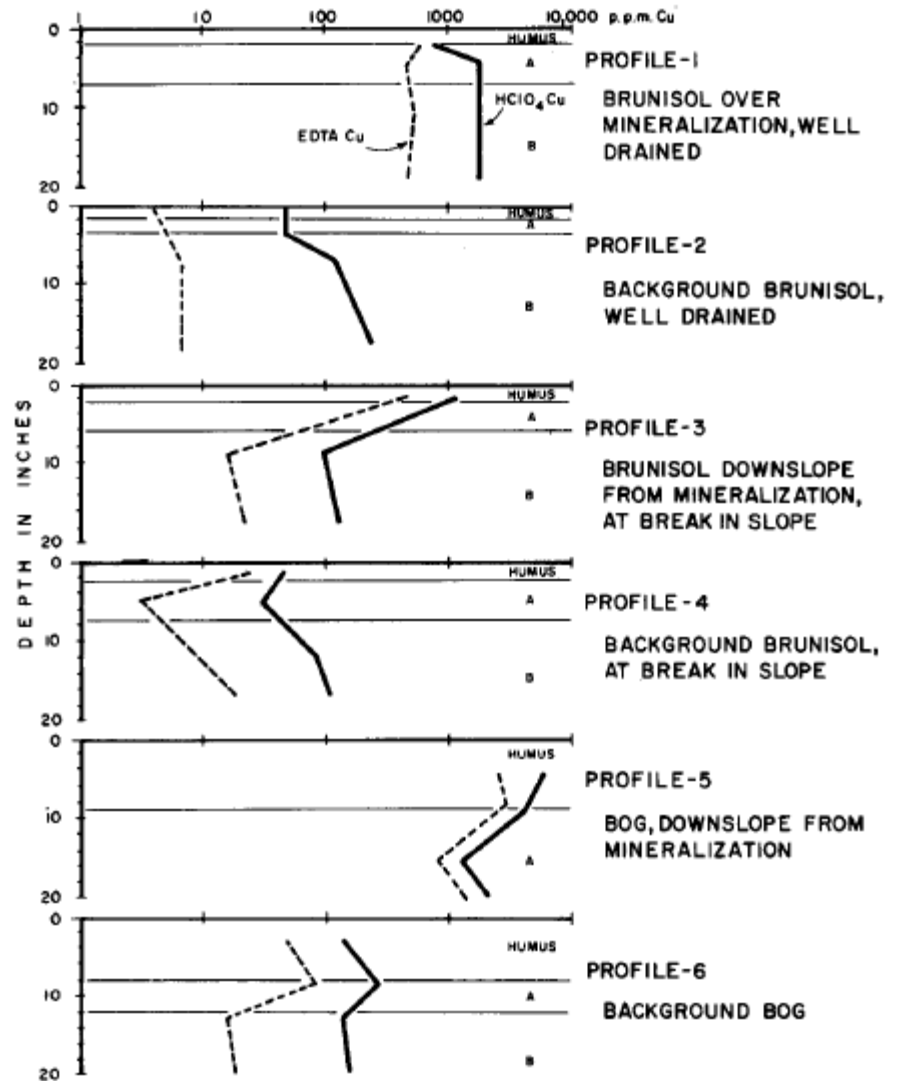 1 10 100 1000 10,000 p.p.m. Cu
0
10
20
HUMUS
A
B
EDTA Cu
HClO4Cu
PROFILE-1
BRUNISOL OVER
MINERALIZATION, WELL
DRAINED
0
10
20
HUMUS
A
B
PROFILE-2
BACKGROUND BRUNISOL,
WELL DRAINED
DEPTH IN INCHES
0
10
20
HUMUS
A
B
PROFILE-3
BRUNISOL DOWNSLOPE
FROM MINERALIZATION,
AT BREAK IN SLOPE
0
10
20
HUMUS
A
B
PROFILE-4
BACKGROUND BRUNISOL,
AT BREAK IN SLOPE
0
10
20
HUMUS
A
PROFILE-5
BOG, DOWNSLOPE FROM
MINERALIZATION
0
10
20
HUMUS
A
B
PROFILE-6
BACKGROUND BOG